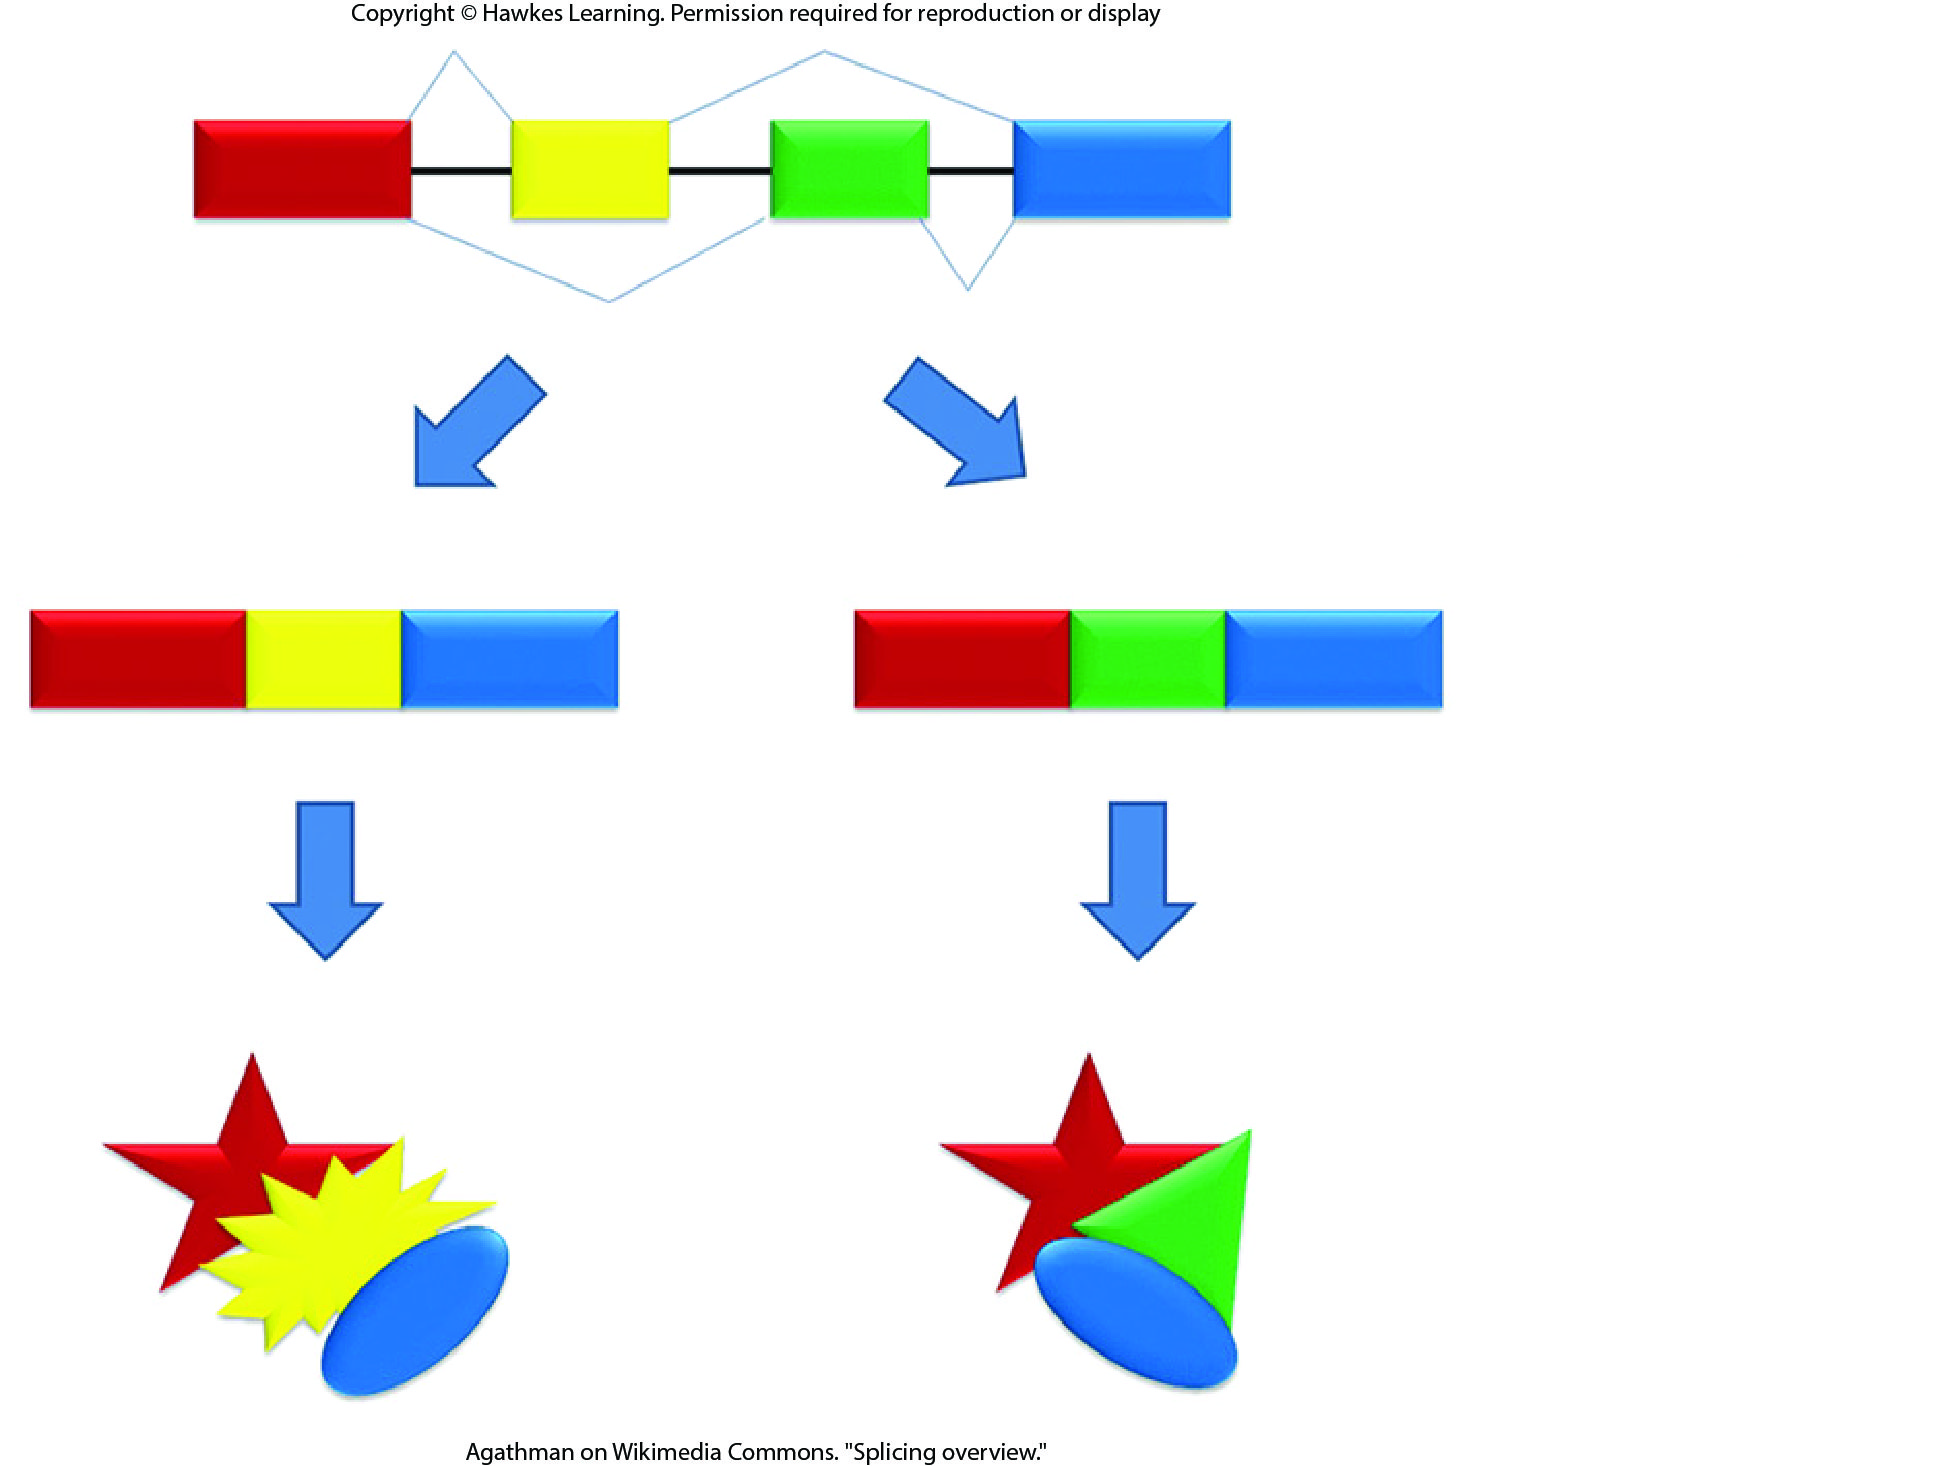 Copyright © Hawkes Learning. Permission required for reproduction or display
Agathman on Wikimedia Commons. "Splicing overview."